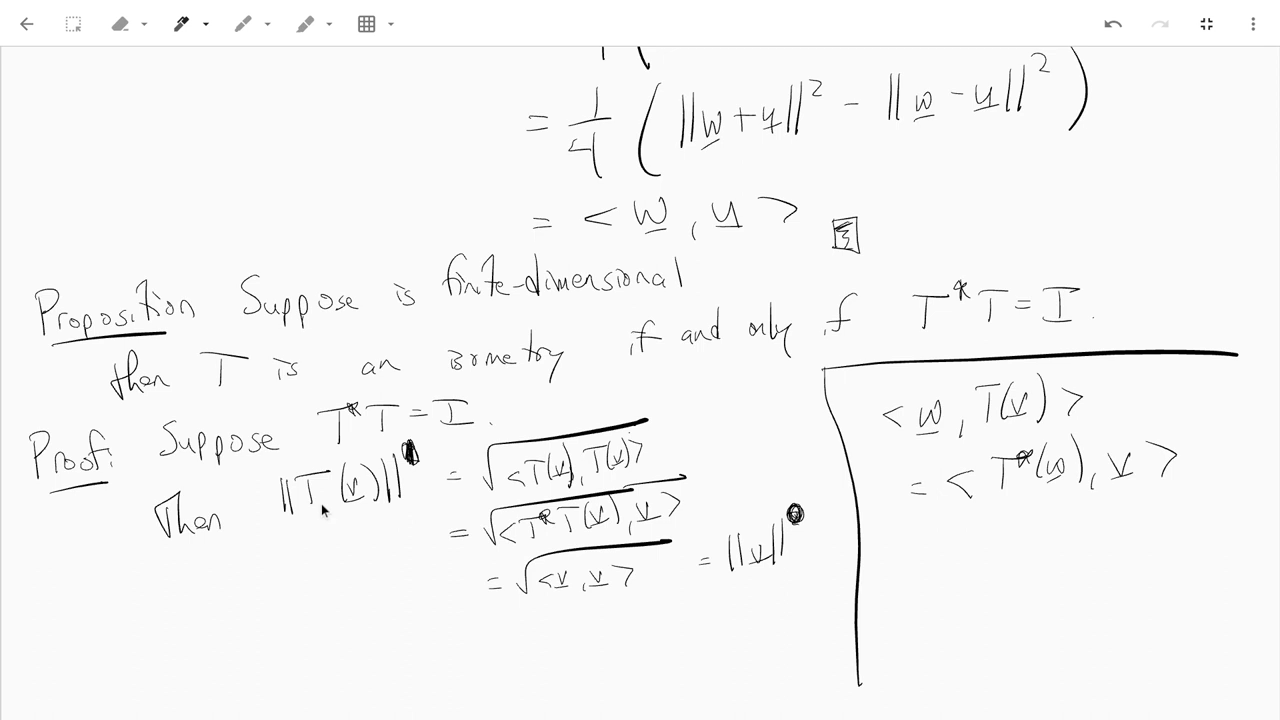 = 1/4 ( ||w + u||² - ||w - u||² )
= < w , u >
Proposition Suppose is finite-dimensional
then T is an isometry if and only if T*T = I.
Proof: Suppose T*T = I.
Then ||T(v)|| = √<T(v), T(v)>
= √<T*T(v), v>
= √<v, v> = ||v||
< w , T(v) >
= < T*(w), v >